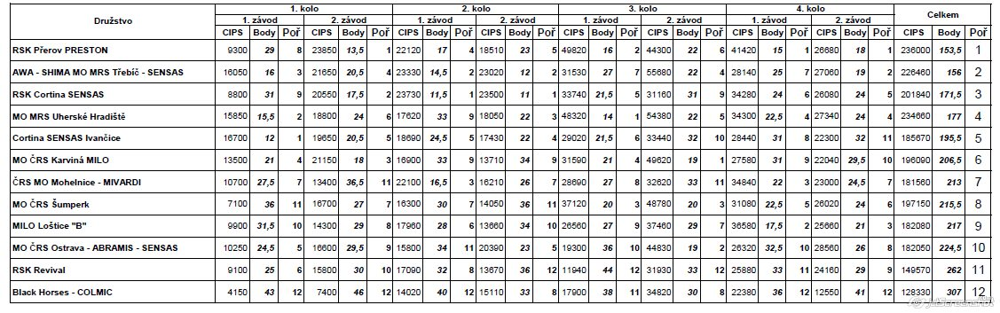 Družstvo 1. kolo 2. kolo 3. kolo 4. kolo Celkem
1. závod 2. závod 1. závod 2. závod 1. závod 2. závod 1. závod 2. závod
CIPS Body Poř CIPS Body Poř CIPS Body Poř CIPS Body Poř CIPS Body Poř CIPS Body Poř CIPS Body Poř CIPS Body Poř CIPS Body Poř
RSK Přerov PRESTON 9300 29 8 23850 13,5 1 22120 17 4 18510 23 5 49820 16 2 44300 22 6 41420 15 1 26680 18 1 236000 153,5 1
AWA - SHIMA MO MRS Třebíč - SENSAS 16050 16 3 21650 20,5 4 23330 14,5 2 23020 12 2 31530 27 7 55680 22 4 28140 25 7 27060 19 2 226460 156 2
RSK Cortina SENSAS 8800 31 9 20550 17,5 2 23730 11,5 1 23500 11 1 33740 21,5 5 31160 31 9 34280 24 6 26080 24 5 201840 171,5 3
MO MRS Uherské Hradiště 15850 15,5 2 18800 24 6 17620 33 9 18050 22 3 48320 14 1 54380 22 5 34300 22,5 4 27340 24 4 234660 177 4
Cortina SENSAS Ivančice 16700 12 1 19650 20,5 5 18690 24,5 5 17430 22 4 29020 21,5 6 33440 32 10 28440 31 8 22300 32 11 185670 195,5 5
MO ČRS Karviná MILO 13500 21 4 21150 18 3 16900 33 9 13710 34 9 31590 21 4 49620 19 1 27580 31 9 22040 29,5 10 196090 206,5 6
ČRS MO Mohelnice - MIVARDI 10700 27,5 7 13400 36,5 11 22100 16,5 3 16210 26 7 28690 27 8 32620 33 11 34840 22 3 23000 24,5 7 181560 213 7
MO ČRS Šumperk 7100 36 11 16700 27 7 16300 30 7 14050 36 11 37120 20 3 48780 20 3 31080 22,5 5 26020 24 6 197150 215,5 8
MILO Loštice "B" 9900 31,5 10 14300 29 8 17960 28 6 13660 34 10 26560 27 9 37460 29 7 36580 17,5 2 25660 21 3 182080 217 9
MO ČRS Ostrava - ABRAMIS - SENSAS 10250 24,5 5 16600 29,5 9 15800 34 11 20390 23 5 19300 36 10 44830 19 2 26320 32,5 10 28560 26 8 182050 224,5 10
RSK Revival 9100 25 6 15800 30 10 17090 32 8 13670 36 12 11940 44 12 31930 33 12 25880 33 11 24160 29 9 149570 262 11
Black Horses - COLMIC 4150 43 12 7400 46 12 14020 40 12 15110 33 8 17900 38 11 34820 30 8 22380 36 12 12550 41 12 128330 307 12